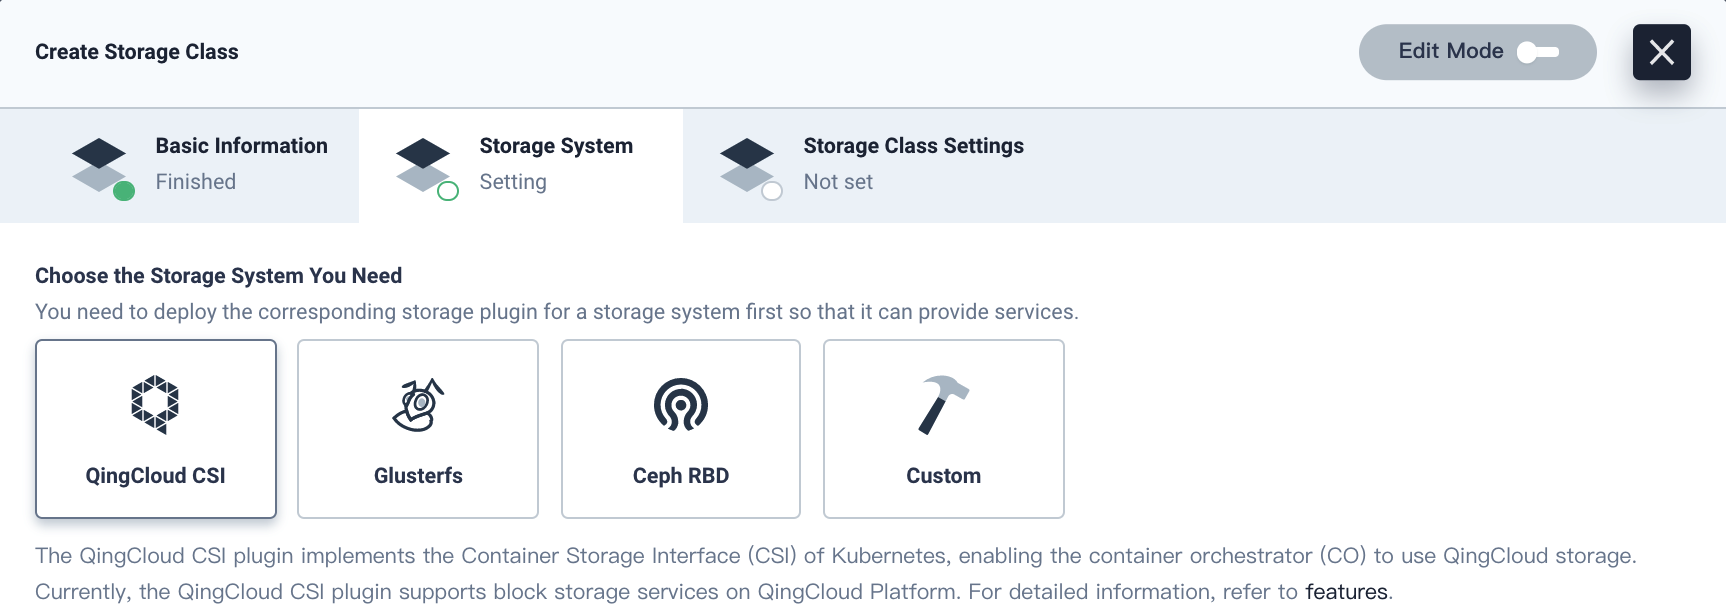 Create Storage Class
Edit Mode
Basic Information
Finished
Storage System
Setting
Storage Class Settings
Not set
Choose the Storage System You Need
You need to deploy the corresponding storage plugin for a storage system first so that it can provide services.
QingCloud CSI
Glusterfs
Ceph RBD
Custom
The QingCloud CSI plugin implements the Container Storage Interface (CSI) of Kubernetes, enabling the container orchestrator (CO) to use QingCloud storage.
Currently, the QingCloud CSI plugin supports block storage services on QingCloud Platform. For detailed information, refer to features.